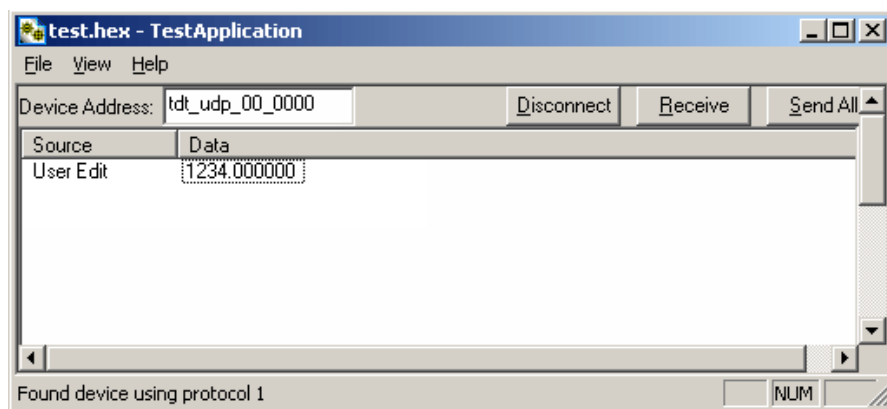 test.hex - TestApplication
File View Help
Device Address: tdt_udp_00_0000 Disconnect Receive Send All
Source Data
User Edit 1234.000000
Found device using protocol 1 NUM